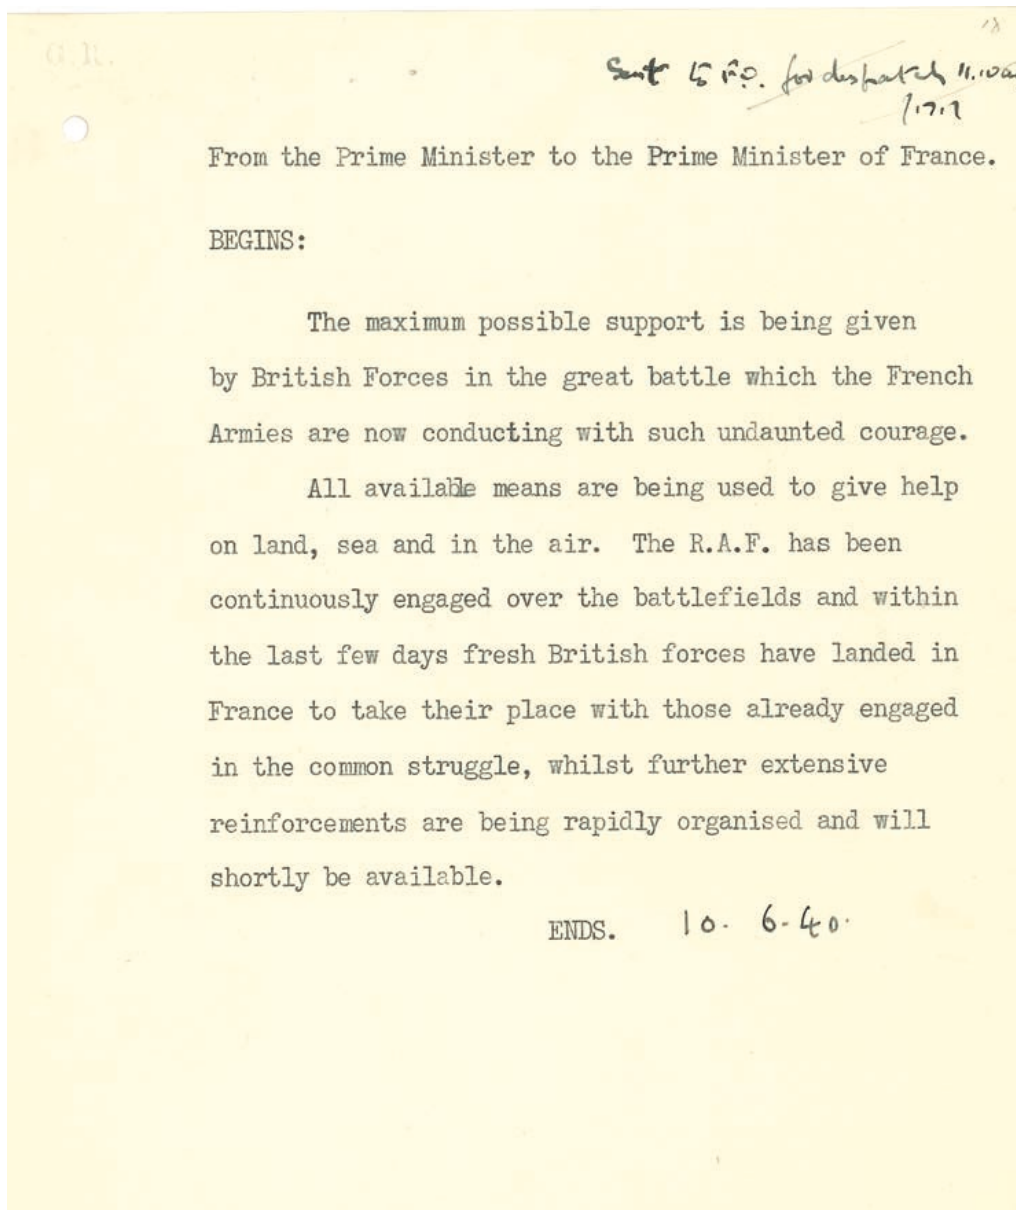 18
G.R.
Sent to F.O. for despatch 11.10a
From the Prime Minister to the Prime Minister of France.
BEGINS:
The maximum possible support is being given
by British Forces in the great battle which the French
Armies are now conducting with such undaunted courage.
All available means are being used to give help
on land, sea and in the air. The R.A.F. has been
continuously engaged over the battlefields and within
the last few days fresh British forces have landed in
France to take their place with those already engaged
in the common struggle, whilst further extensive
reinforcements are being rapidly organised and will
shortly be available.
ENDS. 10. 6. 40.